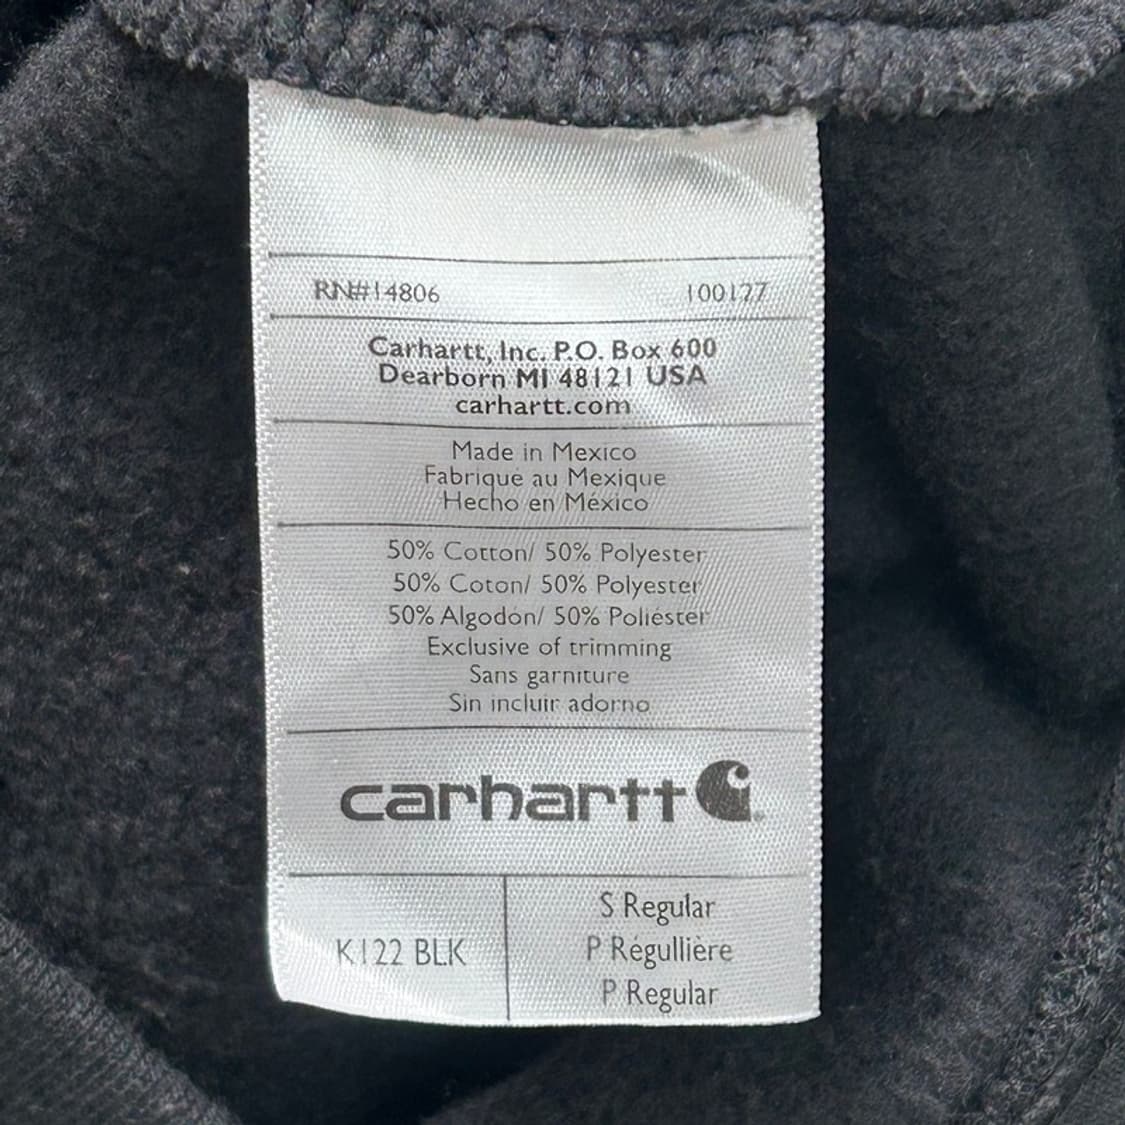 RN#14806 100127
Carhartt, Inc. P.O. Box 600
Dearborn MI 48121 USA
carhartt.com
Made in Mexico
Fabriqué au Mexique
Hecho en México
50% Cotton/ 50% Polyester
50% Coton/ 50% Polyester
50% Algodón/ 50% Poliéster
Exclusive of trimming
Sans garniture
Sin incluir adorno
carhartt
K122 BLK
S Regular
P Régullière
P Regular